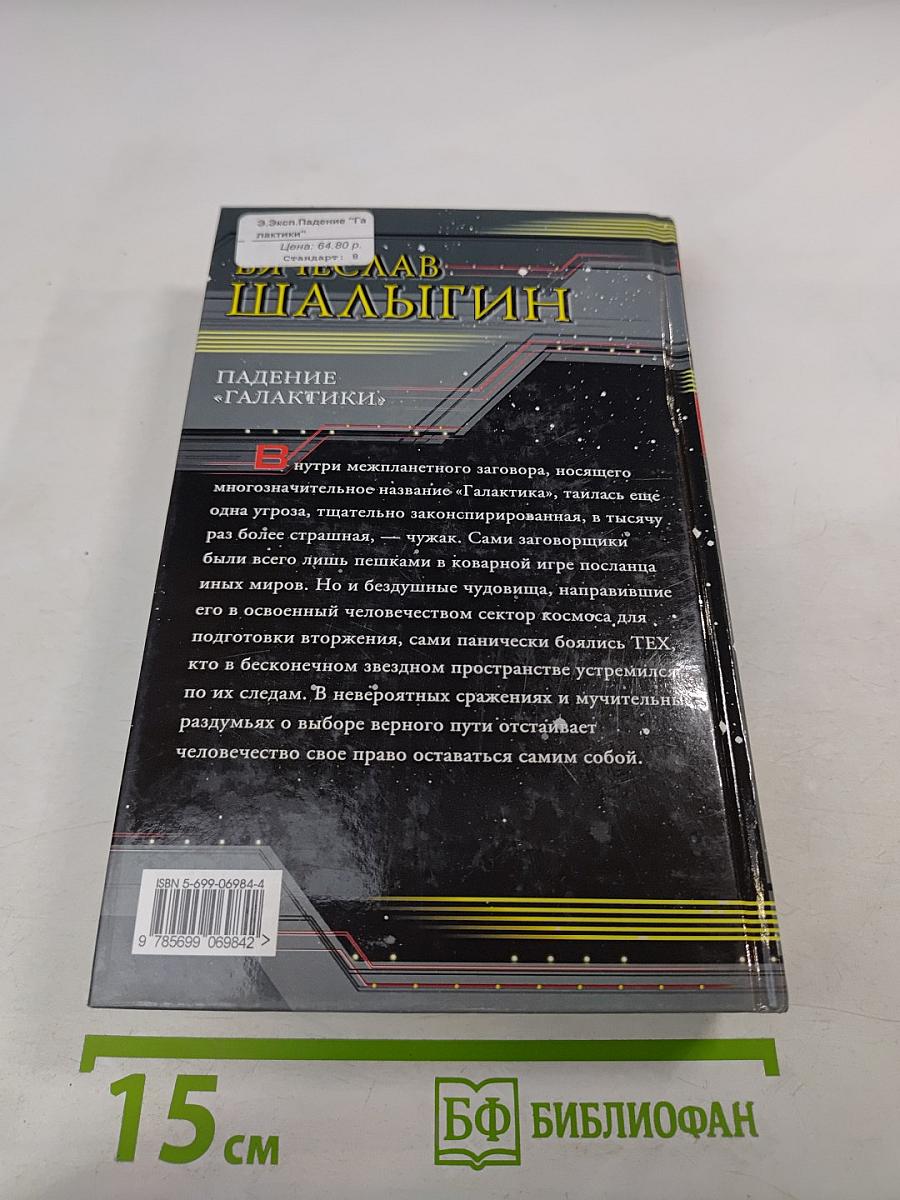 Э.Эксп.Падение "Га
лактики"
Цена: 64.80 р.
Стандарт: 8
ВЯЧЕСЛАВ
ШАЛЫГИН
ПАДЕНИЕ
«ГАЛАКТИКИ»
Внутри межпланетного заговора, носящего
многозначительное название «Галактика», таилась еще
одна угроза, тщательно законспирированная, в тысячу
раз более страшная, — чужак. Сами заговорщики
были всего лишь пешками в коварной игре посланца
иных миров. Но и бездушные чудовища, направившие
его в освоенный человечеством сектор космоса для
подготовки вторжения, сами панически боялись ТЕХ,
кто в бесконечном звездном пространстве устремился
по их следам. В невероятных сражениях и мучительных
раздумьях о выборе верного пути отстаивает
человечество свое право оставаться самим собой.
ISBN 5-699-06984-4
9 785699 069842 >
15 см
БФ БИБЛИОФАН